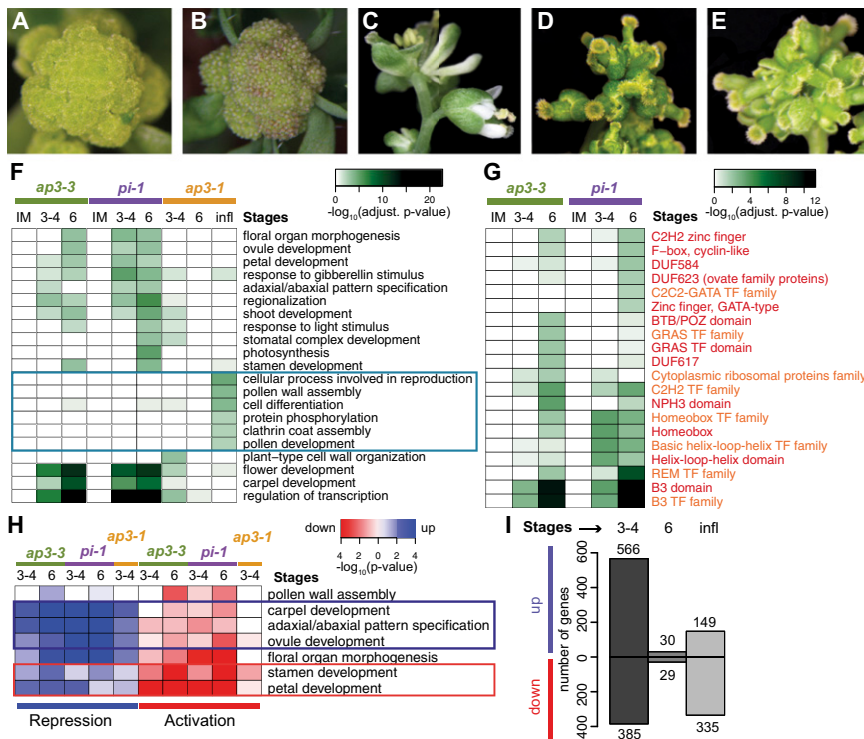 A B C D E
F
ap3-3 pi-1 ap3-1
0 5 10 15 20
-log10(adjust. p-value)
IM 3-4 6 IM 3-4 6 3-4 6 infl Stages
floral organ morphogenesis
ovule development
petal development
response to gibberellin stimulus
adaxial/abaxial pattern specification
regionalization
shoot development
response to light stimulus
stomatal complex development
photosynthesis
stamen development
cellular process involved in reproduction
pollen wall assembly
cell differentiation
protein phosphorylation
clathrin coat assembly
pollen development
plant-type cell wall organization
flower development
carpel development
regulation of transcription
G
ap3-3 pi-1
0 4 8 12
-log10(adjust. p-value)
IM 3-4 6 IM 3-4 6 Stages
C2H2 zinc finger
F-box, cyclin-like
DUF584
DUF623 (ovate family proteins)
C2C2-GATA TF family
Zinc finger, GATA-type
BTB/POZ domain
GRAS TF family
GRAS TF domain
DUF617
Cytoplasmic ribosomal proteins family
C2H2 TF family
NPH3 domain
Homeobox TF family
Homeobox
Basic helix-loop-helix TF family
Helix-loop-helix domain
REM TF family
B3 domain
B3 TF family
H
ap3-3 pi-1 ap3-1 ap3-3 pi-1 ap3-1
down up
4 2 0 2 4
-log10(p-value)
3-4 6 3-4 6 3-4 3-4 6 3-4 6 3-4 Stages
pollen wall assembly
carpel development
adaxial/abaxial pattern specification
ovule development
floral organ morphogenesis
stamen development
petal development
Repression Activation
I
Stages → 3-4 6 infl
up
down
number of genes
600
400
200
0
200
400
566
30
149
29
385
335